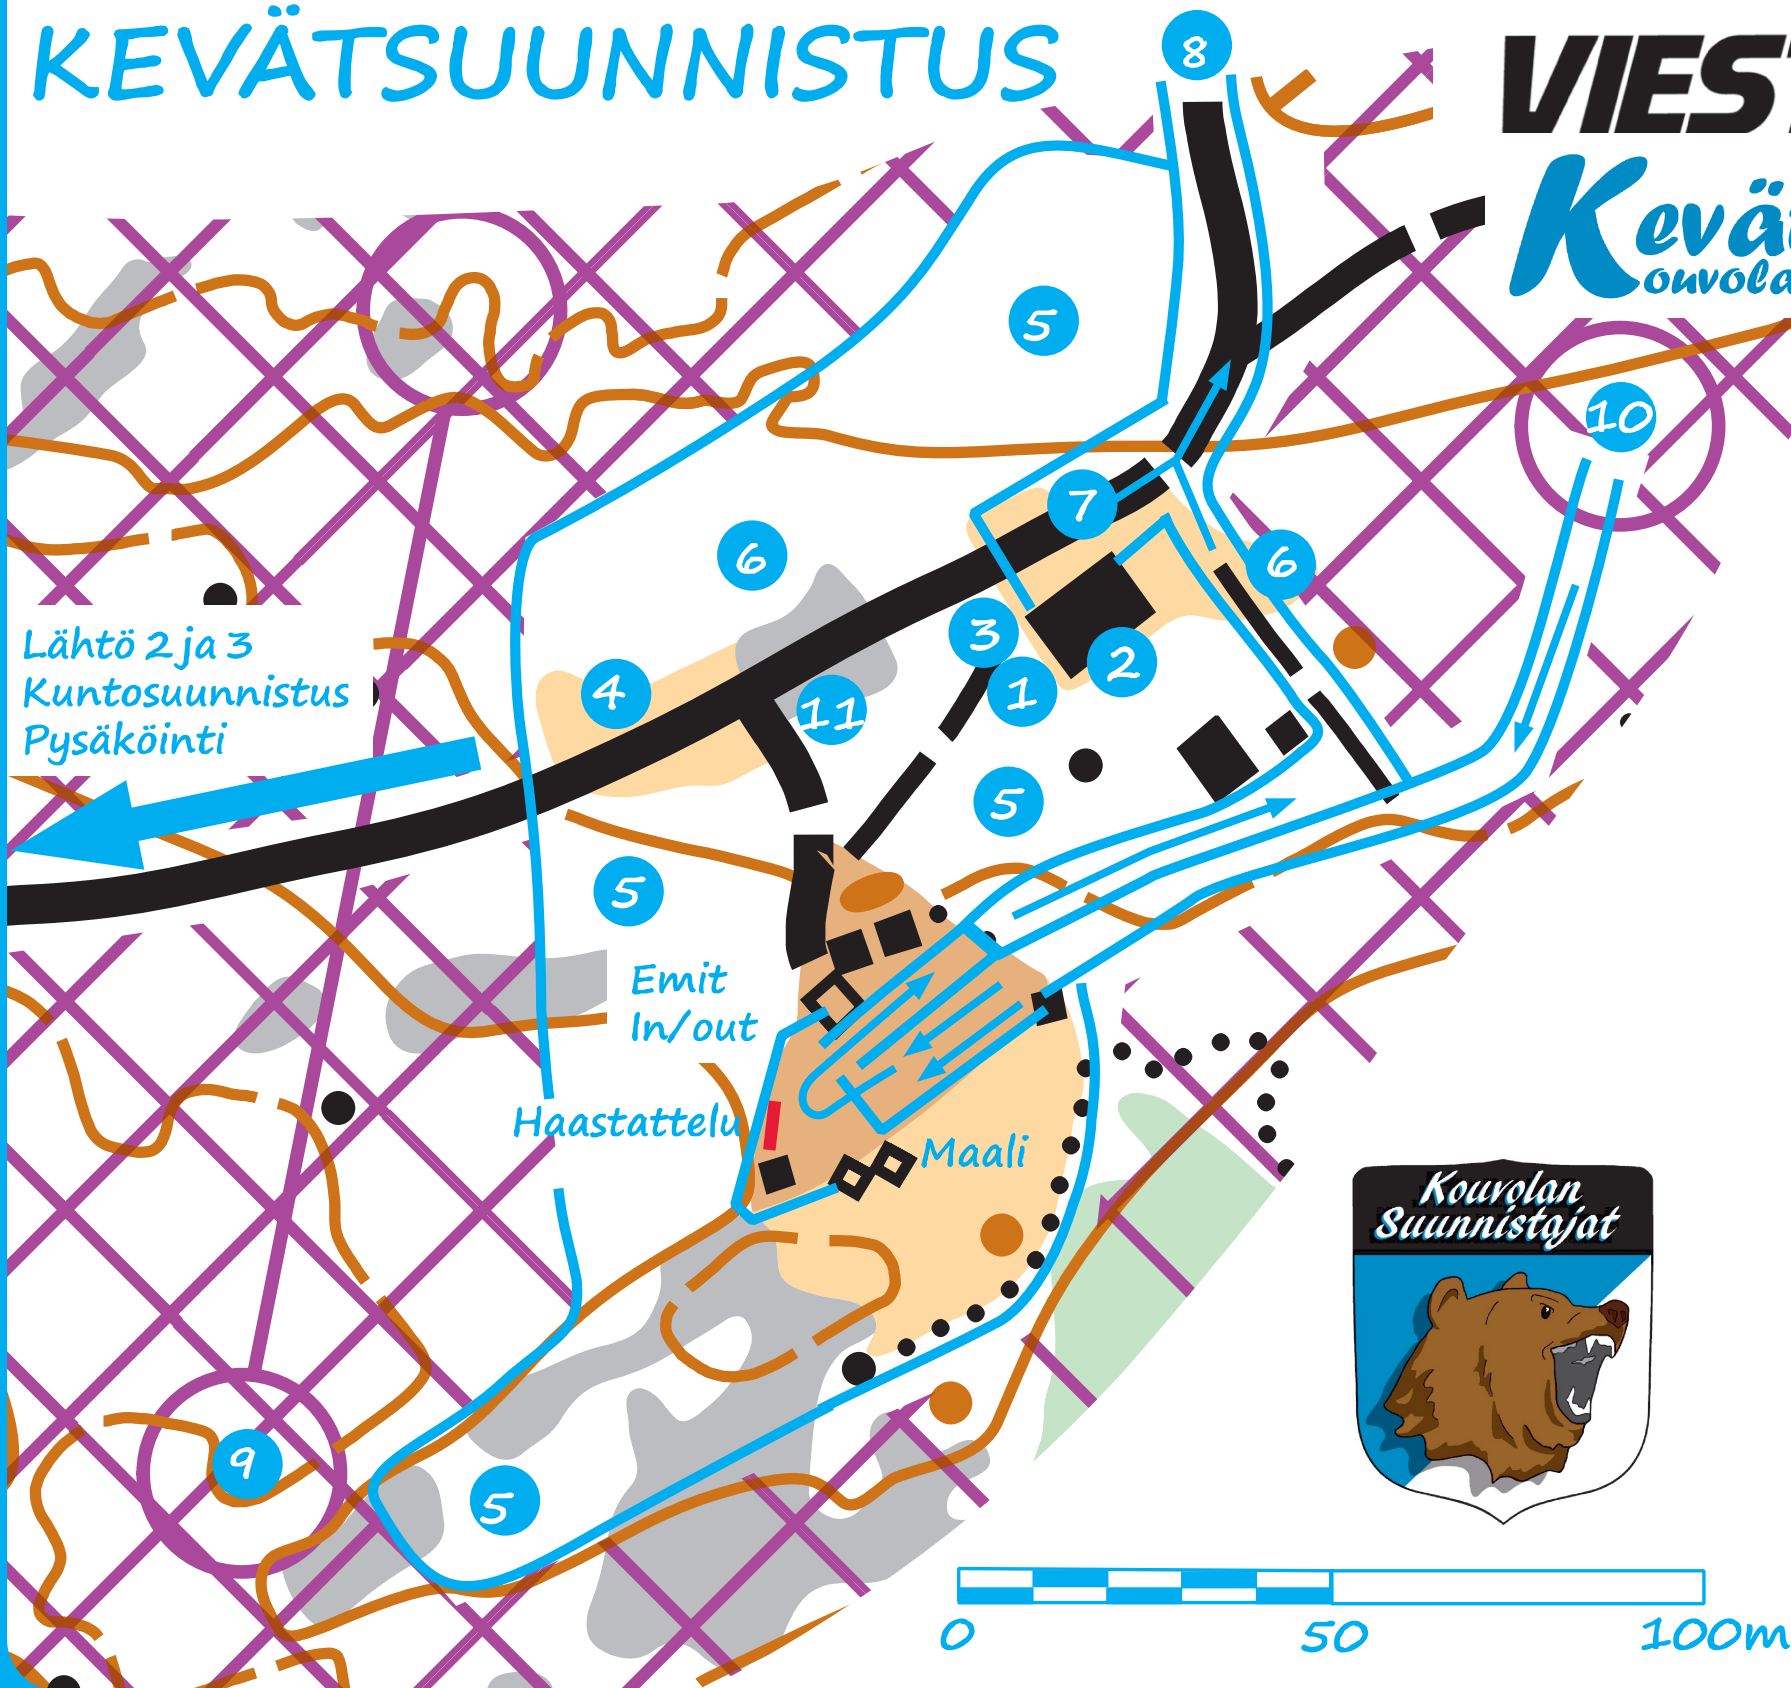 KEVÄTSUUNNISTUS
8
5
10
7
6
6
3
2
1
4
11
5
Lähtö 2 ja 3
Kuntosuunnistus
Pysäköinti
5
Emit
In/out
Haastattelu
Maali
9
5
Kouvolan
Suunnistajat
0
50
100m